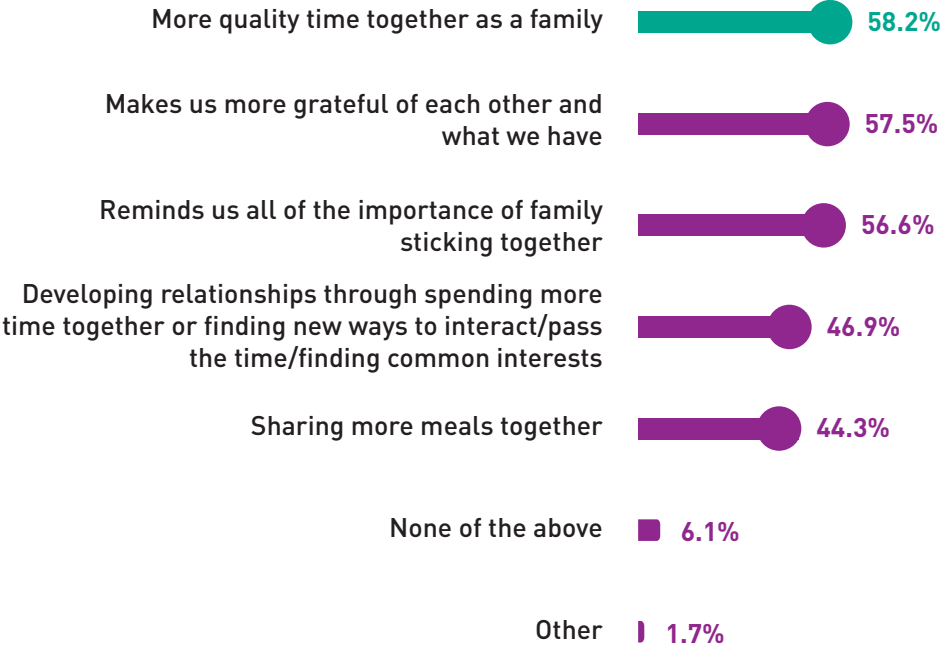 More quality time together as a family
58.2%
Makes us more grateful of each other and
what we have
57.5%
Reminds us all of the importance of family
sticking together
56.6%
Developing relationships through spending more
time together or finding new ways to interact/pass
the time/finding common interests
46.9%
Sharing more meals together
44.3%
None of the above
6.1%
Other
1.7%